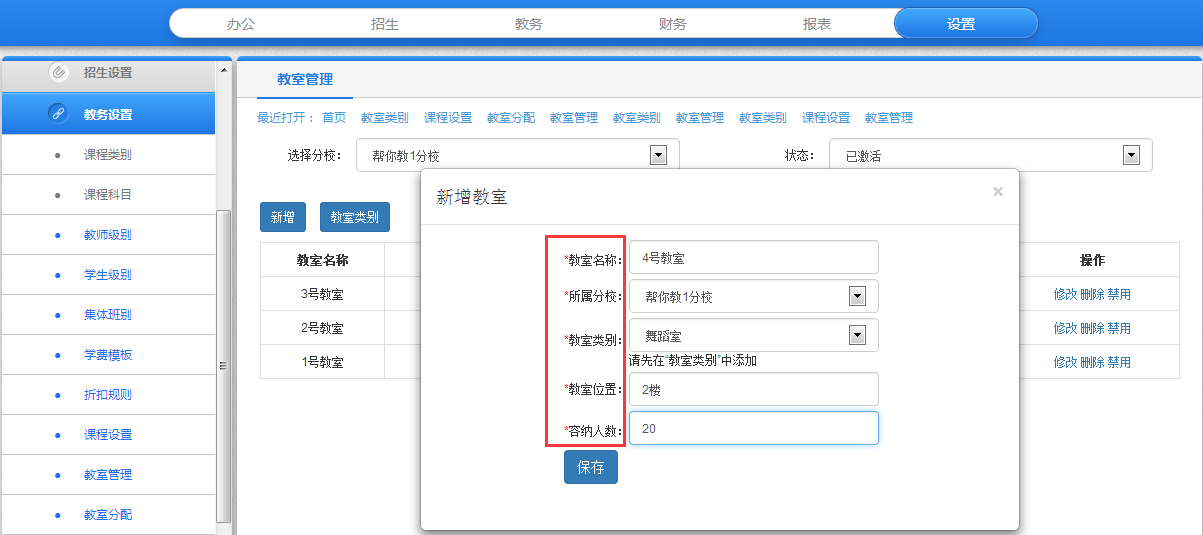 办公 招生 教务 财务 报表 设置
招生设置
教务设置
课程类别
课程科目
教师级别
学生级别
集体班别
学费模板
折扣规则
课程设置
教室管理
教室分配
教室管理
最近打开： 首页 教室类别 课程设置 教室分配 教室管理 教室类别 教室管理 教室类别 课程设置 教室管理
选择分校： 帮你教1分校 状态： 已激活
新增 教室类别
教室名称 操作
3号教室 修改 删除 禁用
2号教室 修改 删除 禁用
1号教室 修改 删除 禁用
新增教室 ×
*教室名称： 4号教室
*所属分校： 帮你教1分校
*教室类别： 舞蹈室
请先在“教室类别”中添加
*教室位置： 2楼
*容纳人数： 20
保存